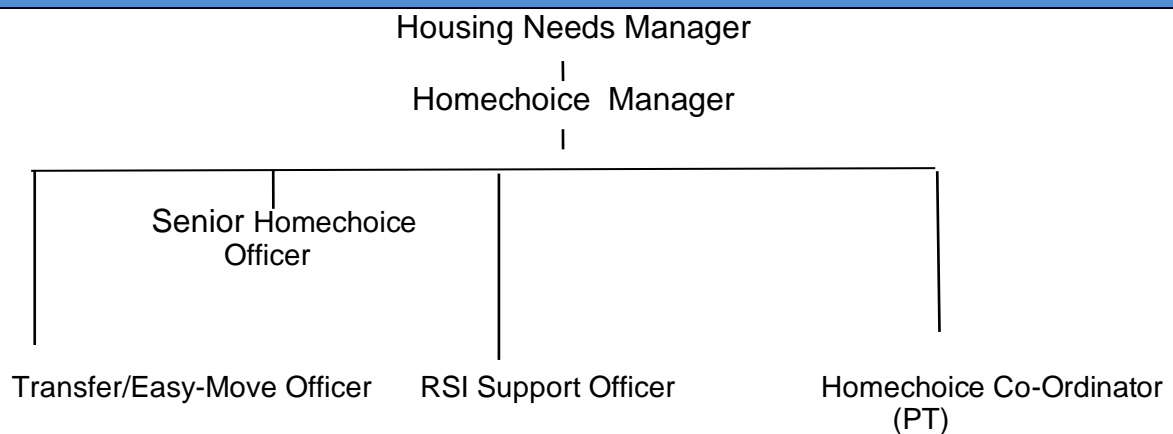 Housing Needs Manager
Homechoice Manager
Senior Homechoice
Officer
Transfer/Easy-Move Officer RSI Support Officer Homechoice Co-Ordinator
(PT)